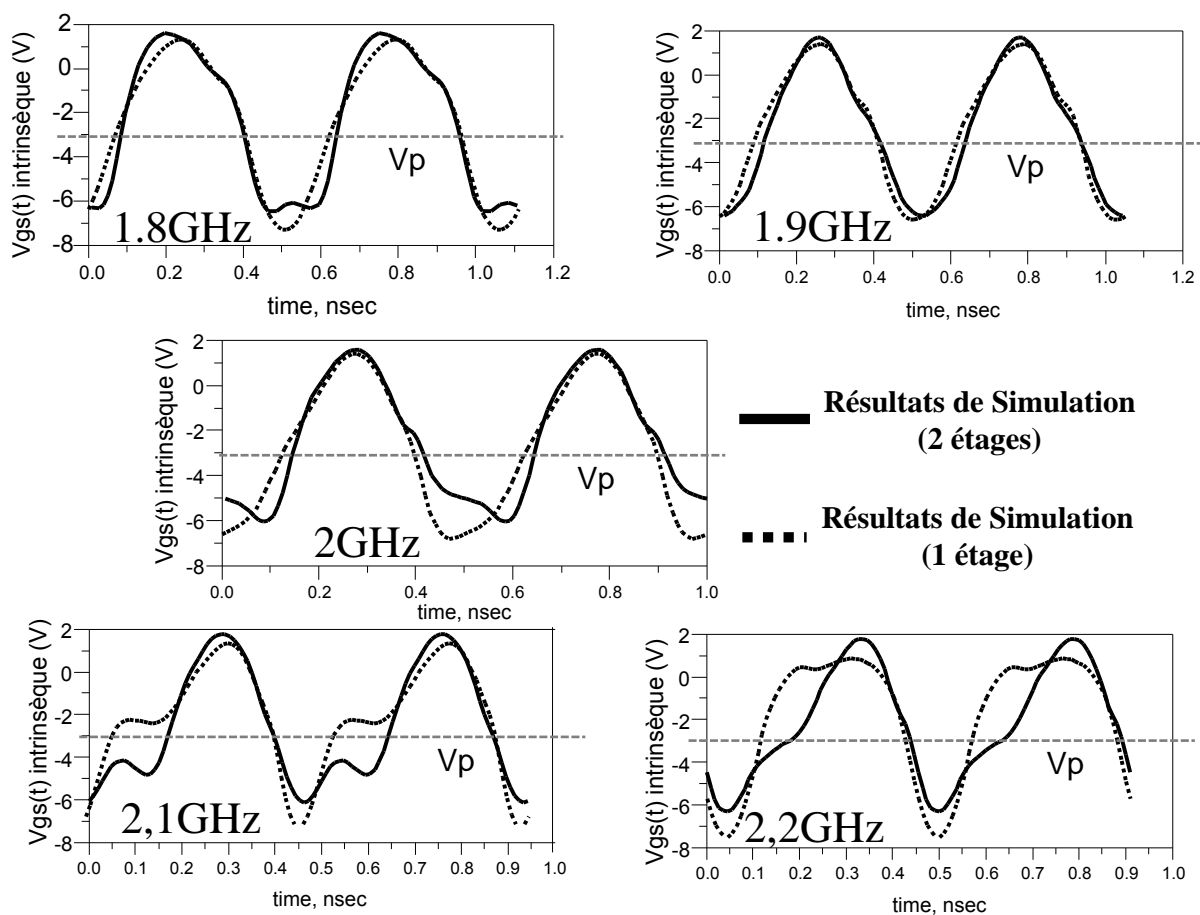 Vgs(t) intrinsèque (V)
2
0
-2
-4
-6
-8
Vp
1.8GHz
0.0 0.2 0.4 0.6 0.8 1.0 1.2
time, nsec
Vgs(t) intrinsèque (V)
2
0
-2
-4
-6
-8
Vp
1.9GHz
0.0 0.2 0.4 0.6 0.8 1.0 1.2
time, nsec
Vgs(t) intrinsèque (V)
2
0
-2
-4
-6
-8
Vp
2GHz
0.0 0.2 0.4 0.6 0.8 1.0
time, nsec
Résultats de Simulation
(2 étages)
Résultats de Simulation
(1 étage)
Vgs(t) intrinsèque (V)
2
0
-2
-4
-6
-8
Vp
2,1GHz
0.0 0.1 0.2 0.3 0.4 0.5 0.6 0.7 0.8 0.9 1.0
time, nsec
Vgs(t) intrinsèque (V)
2
0
-2
-4
-6
-8
Vp
2,2GHz
0.0 0.1 0.2 0.3 0.4 0.5 0.6 0.7 0.8 0.9 1.0
time, nsec